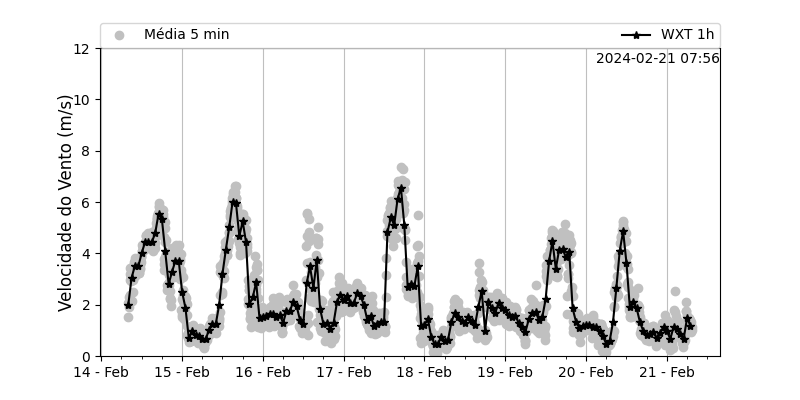 Média 5 min
WXT 1h
2024-02-21 07:56
Velocidade do Vento (m/s)
12
10
8
6
4
2
0
14 - Feb
15 - Feb
16 - Feb
17 - Feb
18 - Feb
19 - Feb
20 - Feb
21 - Feb